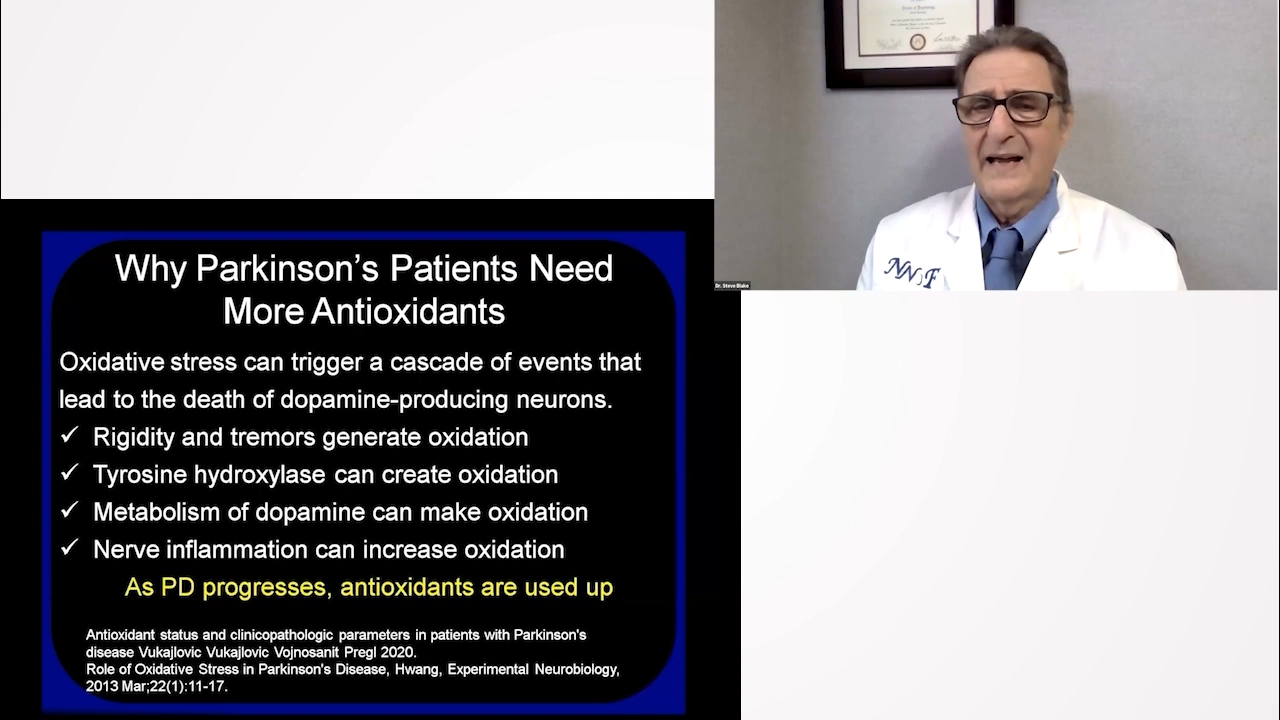 Why Parkinson's Patients Need
More Antioxidants
Oxidative stress can trigger a cascade of events that
lead to the death of dopamine-producing neurons.
✓ Rigidity and tremors generate oxidation
✓ Tyrosine hydroxylase can create oxidation
✓ Metabolism of dopamine can make oxidation
✓ Nerve inflammation can increase oxidation
As PD progresses, antioxidants are used up
Antioxidant status and clinicopathologic parameters in patients with Parkinson's
disease Vukajlovic Vukajlovic Vojnosanit Pregl 2020.
Role of Oxidative Stress in Parkinson's Disease, Hwang, Experimental Neurobiology,
2013 Mar;22(1):11-17.
Dr. Steve Blake
NNDF